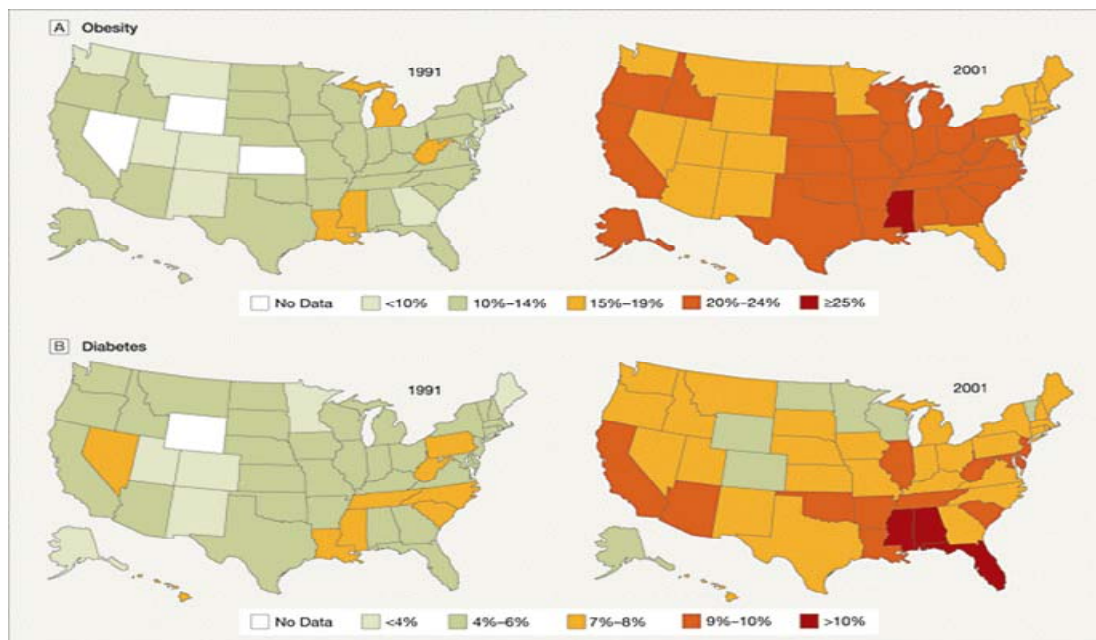 A Obesity
1991
2001
No Data <10% 10%–14% 15%–19% 20%–24% ≥25%
B Diabetes
1991
2001
No Data <4% 4%–6% 7%–8% 9%–10% >10%